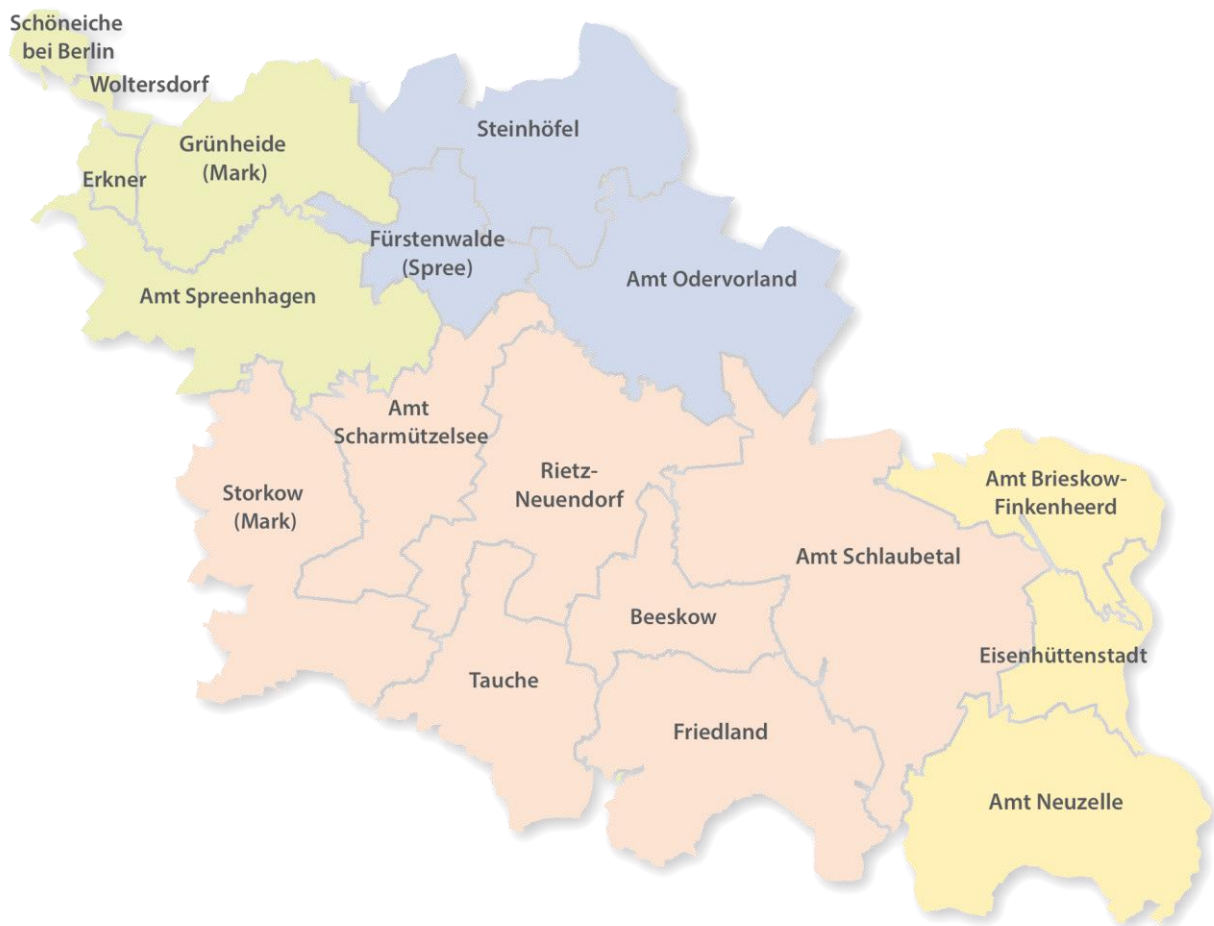 Schöneiche
bei Berlin
Woltersdorf
Grünheide
(Mark)
Erkner
Steinhöfel
Fürstenwalde
(Spree)
Amt Odervorland
Amt Spreenhagen
Amt
Scharmützelsee
Rietz-
Neuendorf
Storkow
(Mark)
Amt Brieskow-
Finkenheerd
Amt Schlaubetal
Beeskow
Eisenhüttenstadt
Tauche
Friedland
Amt Neuzelle